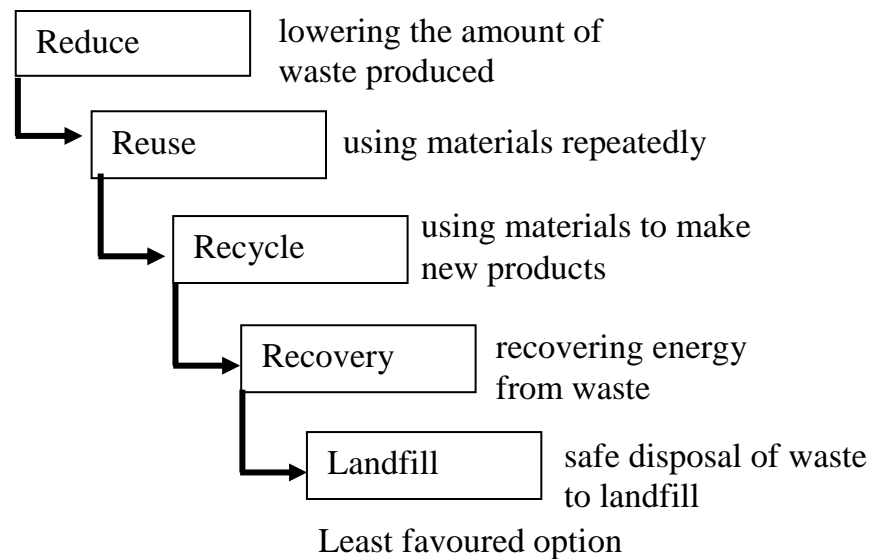 Reduce
lowering the amount of
waste produced
Reuse
using materials repeatedly
Recycle
using materials to make
new products
Recovery
recovering energy
from waste
Landfill
safe disposal of waste
to landfill
Least favoured option